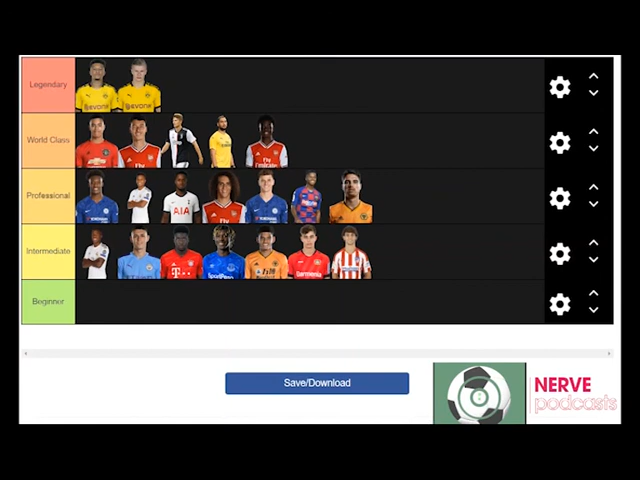 Legendary
World Class
Professional
Intermediate
Beginner
Save/Download
NERVE
podcasts